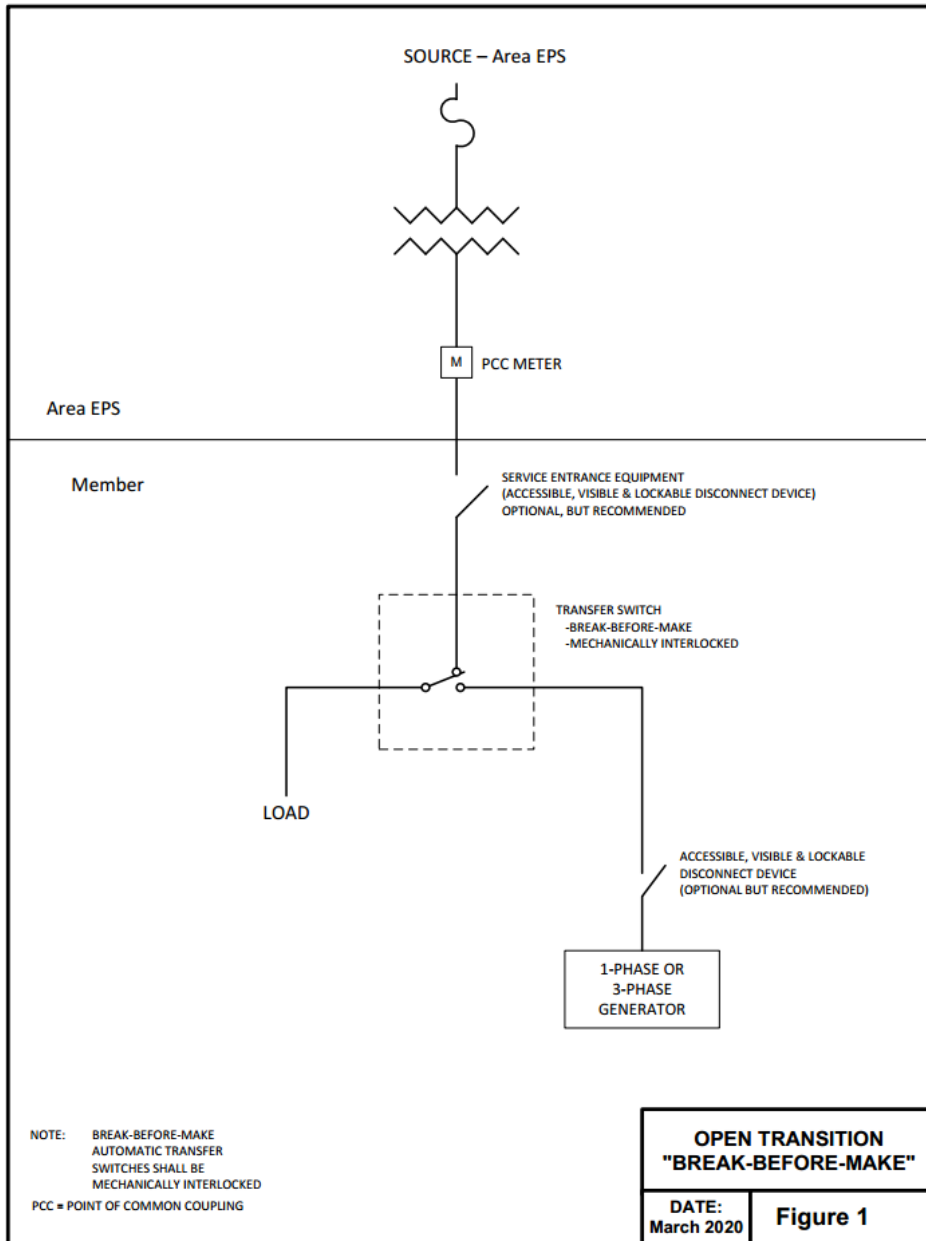 SOURCE – Area EPS
M
PCC METER
Area EPS
Member
SERVICE ENTRANCE EQUIPMENT
(ACCESSIBLE, VISIBLE & LOCKABLE DISCONNECT DEVICE)
OPTIONAL, BUT RECOMMENDED
TRANSFER SWITCH
-BREAK-BEFORE-MAKE
-MECHANICALLY INTERLOCKED
LOAD
ACCESSIBLE, VISIBLE & LOCKABLE
DISCONNECT DEVICE
(OPTIONAL BUT RECOMMENDED)
1-PHASE OR
3-PHASE
GENERATOR
NOTE: BREAK-BEFORE-MAKE
AUTOMATIC TRANSFER
SWITCHES SHALL BE
MECHANICALLY INTERLOCKED
PCC = POINT OF COMMON COUPLING
OPEN TRANSITION
"BREAK-BEFORE-MAKE"
DATE:
March 2020
Figure 1